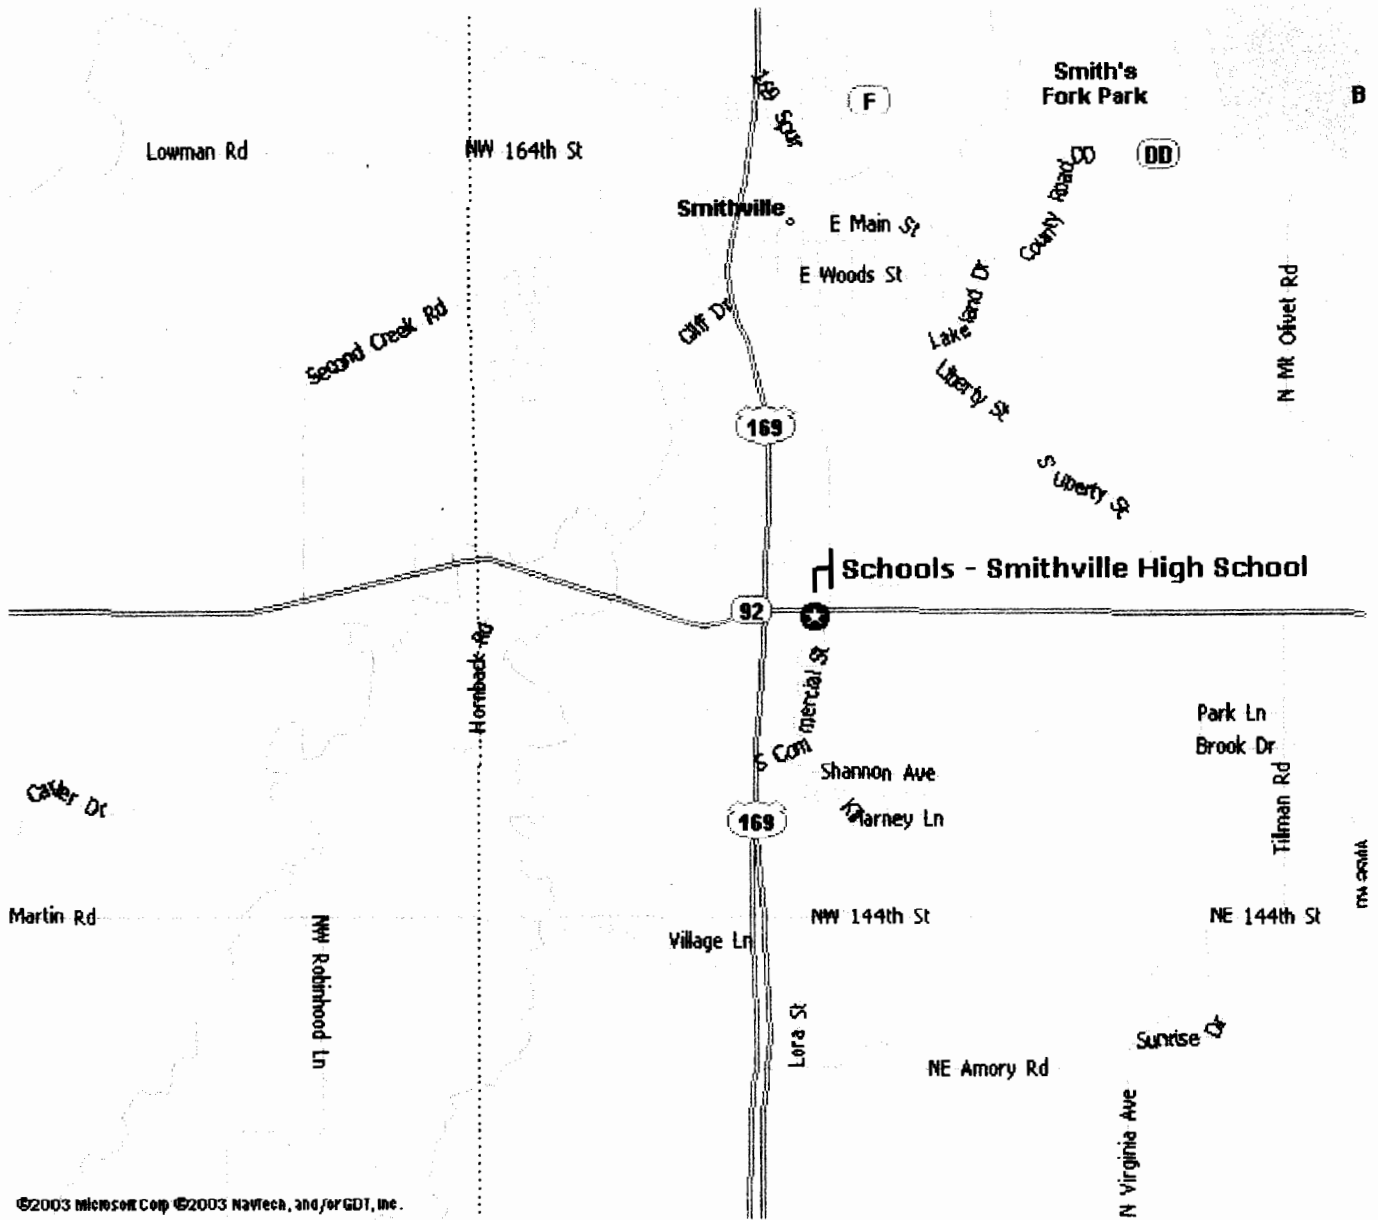 Smith's
Fork Park
B
169 Spur
F
Lowman Rd
NW 164th St
County Road DD
DD
Smithville
E Main St
E Woods St
Lakeland Dr
N Mt Olivet Rd
Second Creek Rd
Cliff Dr
Liberty St
169
S Liberty St
Schools - Smithville High School
92
Hornback Rd
S Commercial St
Park Ln
Brook Dr
Shannon Ave
Carter Dr
Killarney Ln
Tillman Rd
169
Martin Rd
NW 144th St
NE 144th St
NW Robinhood Ln
Village Ln
Lora St
Sunrise Dr
NE Amory Rd
N Virginia Ave
©2003 Microsoft Corp ©2003 NavTech, and/or GDT, Inc.